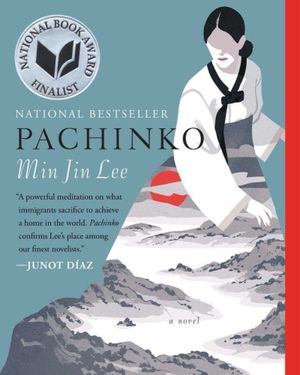 NATIONAL BOOK AWARD
FINALIST
NATIONAL BESTSELLER
PACHINKO
Min Jin Lee
"A powerful meditation on what
immigrants sacrifice to achieve
a home in the world. Pachinko
confirms Lee's place among
our finest novelists."
—JUNOT DÍAZ
a novel